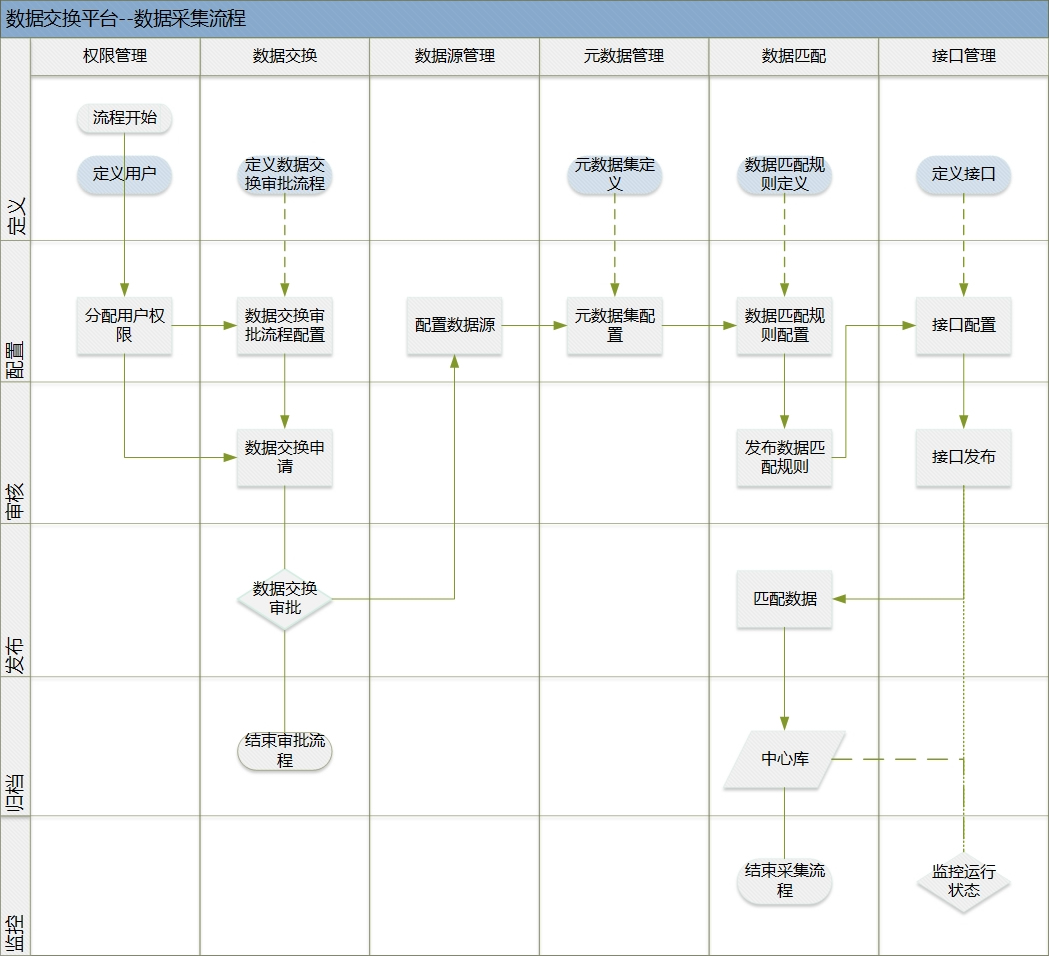 数据交换平台--数据采集流程
权限管理
数据交换
数据源管理
元数据管理
数据匹配
接口管理
定义
流程开始
定义用户
定义数据交
换审批流程
元数据集定
义
数据匹配规
则定义
定义接口
配置
分配用户权
限
数据交换审
批流程配置
配置数据源
元数据集配
置
数据匹配规
则配置
接口配置
审核
数据交换申
请
发布数据匹
配规则
接口发布
发布
数据交换
审批
匹配数据
归档
结束审批流
程
中心库
监控
结束采集流
程
监控运行
状态